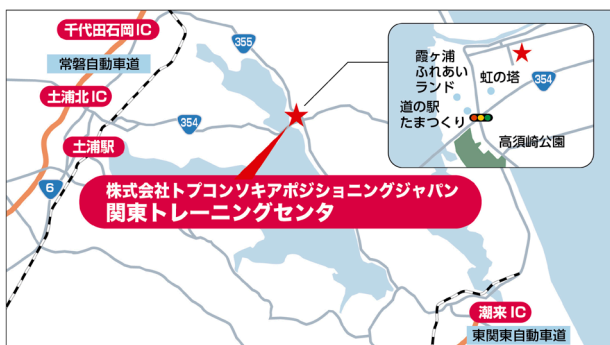 千代田石岡IC
常磐自動車道
土浦北IC
土浦駅
6
354
355
株式会社トプコンソキアポジショニングジャパン
関東トレーニングセンタ
霞ヶ浦
ふれあい
ランド
虹の塔
354
道の駅
たまつくり
高須崎公園
潮来IC
東関東自動車道